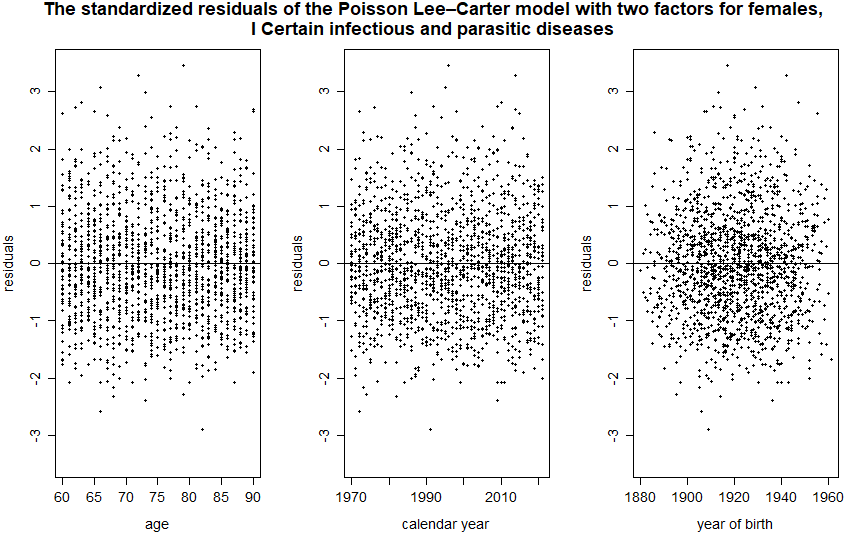 The standardized residuals of the Poisson Lee–Carter model with two factors for females,
I Certain infectious and parasitic diseases
residuals
3
2
1
0
-1
-2
-3
60 65 70 75 80 85 90
age
residuals
3
2
1
0
-1
-2
-3
1970 1990 2010
calendar year
residuals
3
2
1
0
-1
-2
-3
1880 1900 1920 1940 1960
year of birth